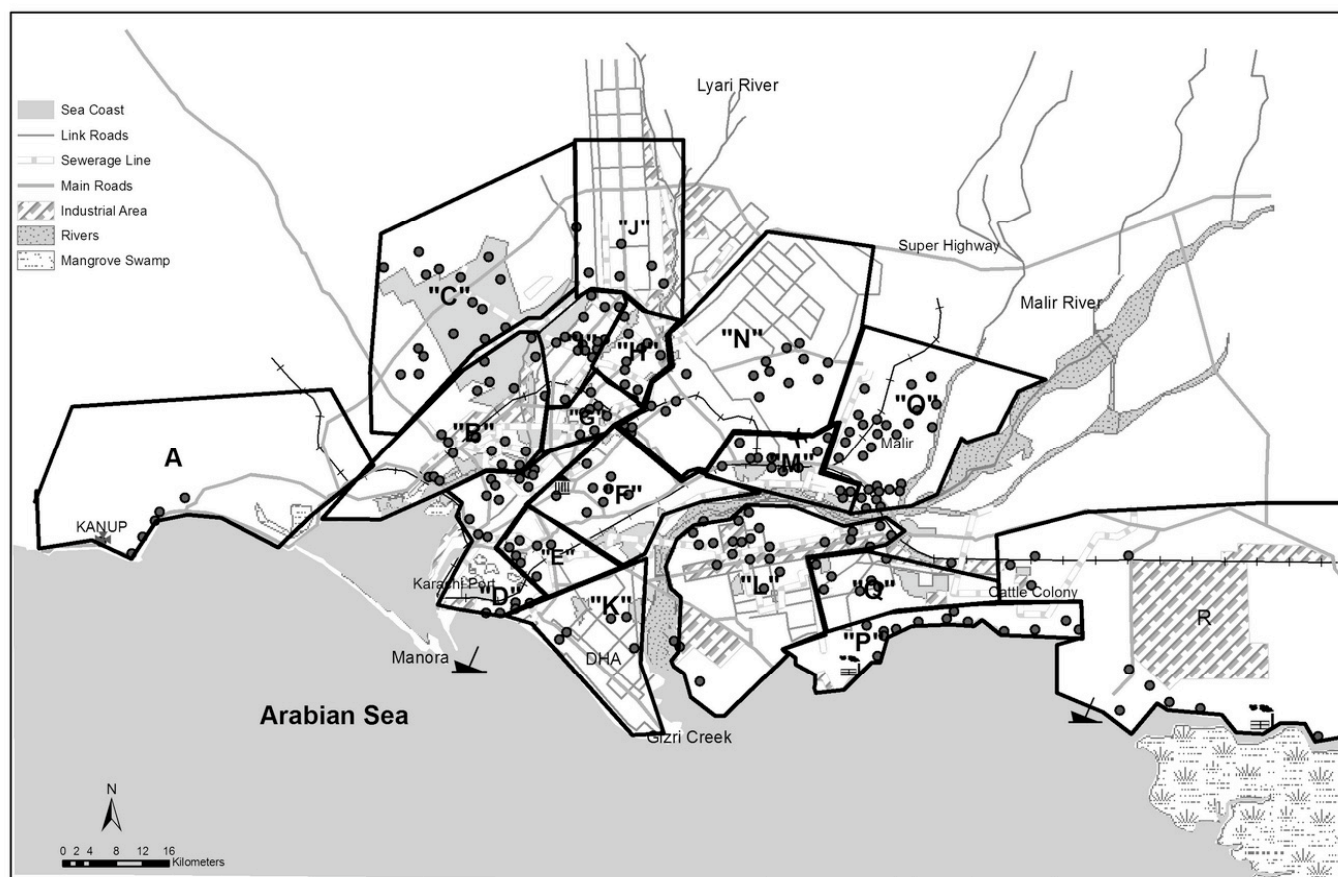 Lyari River
Sea Coast
Link Roads
Sewerage Line
Main Roads
Industrial Area
Rivers
Mangrove Swamp
"J"
Super Highway
"C"
Malir River
"N"
"H"
"O"
"G"
"B"
Malir
A
"M"
"F"
KANUP
"E"
Karachi Port
"L"
"Q"
Cattle Colony
"D"
"K"
R
"P"
Manora
DHA
Arabian Sea
Gizri Creek
N
0 2 4 8 12 16
Kilometers